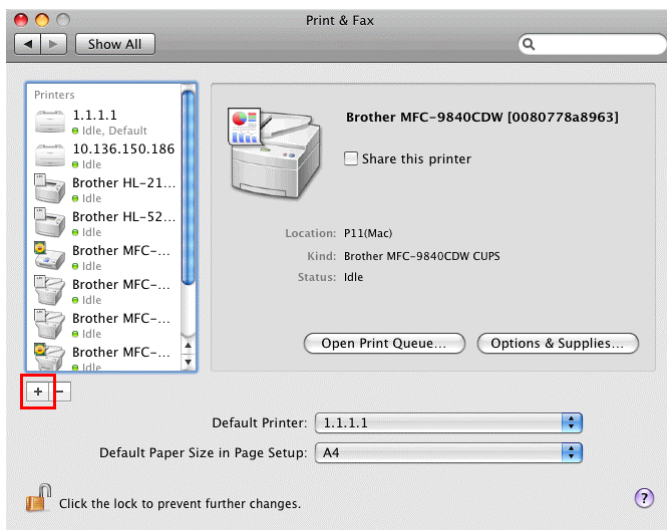 Print & Fax
Show All
Printers
1.1.1.1
Idle, Default
10.136.150.186
Idle
Brother HL-21...
Idle
Brother HL-52...
Idle
Brother MFC-...
Idle
Brother MFC-...
Idle
Brother MFC-...
Idle
Brother MFC-...
Idle
+ −
Brother MFC-9840CDW [0080778a8963]
Share this printer
Location: P11(Mac)
Kind: Brother MFC-9840CDW CUPS
Status: Idle
Open Print Queue... Options & Supplies...
Default Printer: 1.1.1.1
Default Paper Size in Page Setup: A4
Click the lock to prevent further changes.
?